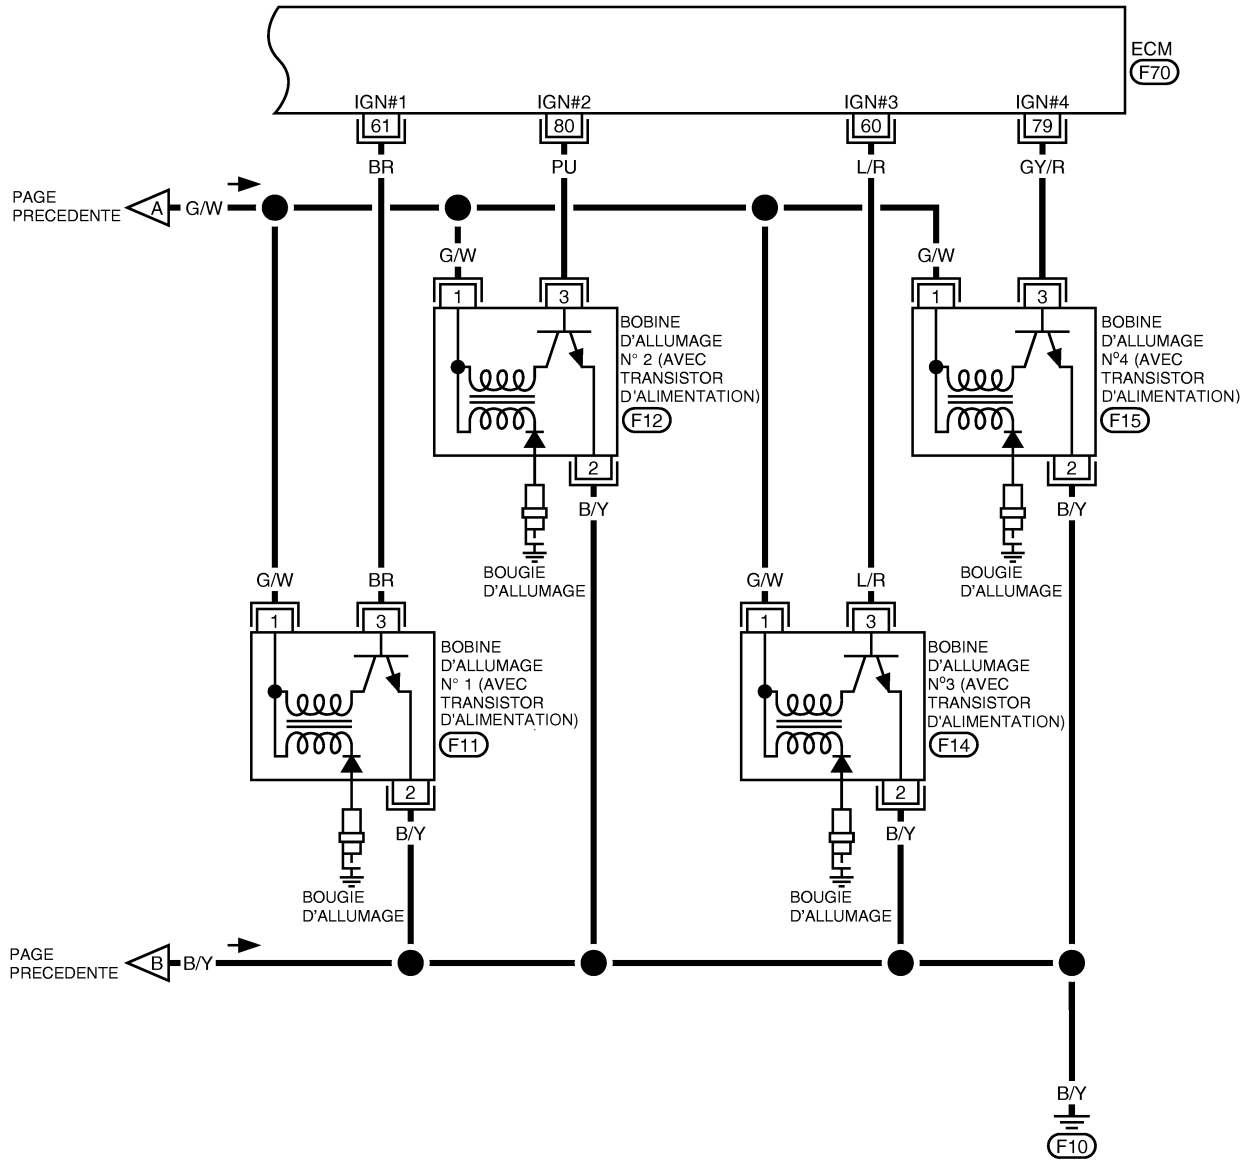 ECM
F70
IGN#1
IGN#2
IGN#3
IGN#4
61
80
60
79
BR
PU
L/R
GY/R
PAGE
PRECEDENTE
A
G/W
G/W
G/W
1
3
1
3
BOBINE
D'ALLUMAGE
N° 2 (AVEC
TRANSISTOR
D'ALIMENTATION)
F12
BOBINE
D'ALLUMAGE
Nº4 (AVEC
TRANSISTOR
D'ALIMENTATION)
F15
2
2
B/Y
B/Y
BOUGIE
D'ALLUMAGE
BOUGIE
D'ALLUMAGE
G/W
BR
G/W
L/R
1
3
1
3
BOBINE
D'ALLUMAGE
N° 1 (AVEC
TRANSISTOR
D'ALIMENTATION)
F11
BOBINE
D'ALLUMAGE
Nº3 (AVEC
TRANSISTOR
D'ALIMENTATION)
F14
2
2
B/Y
B/Y
BOUGIE
D'ALLUMAGE
BOUGIE
D'ALLUMAGE
PAGE
PRECEDENTE
B
B/Y
B/Y
F10